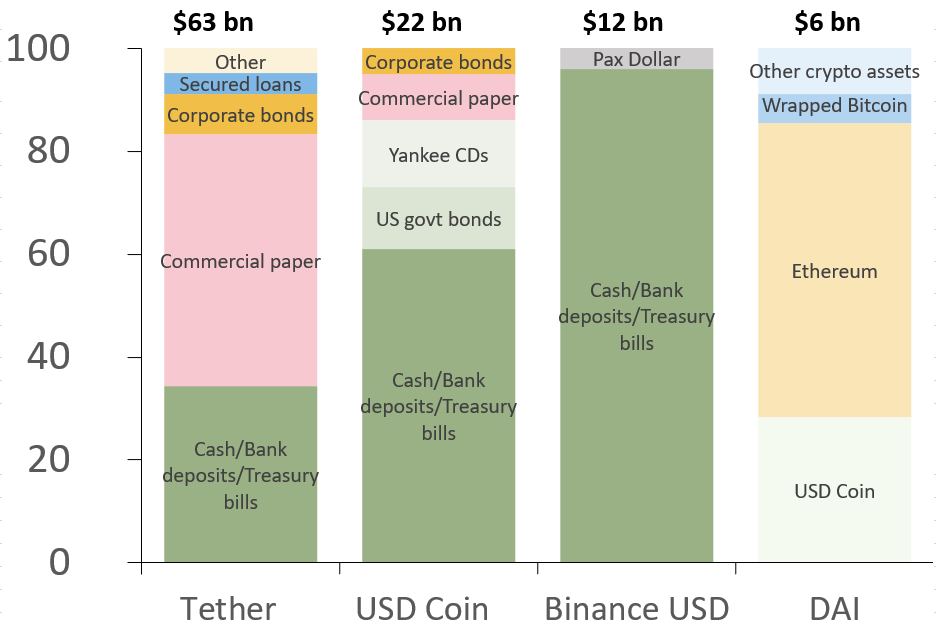 $63 bn $22 bn $12 bn $6 bn
100
80
60
40
20
0
Other
Secured loans
Corporate bonds
Commercial paper
Cash/Bank
deposits/Treasury
bills
Corporate bonds
Commercial paper
Yankee CDs
US govt bonds
Cash/Bank
deposits/Treasury
bills
Pax Dollar
Cash/Bank
deposits/Treasury
bills
Other crypto assets
Wrapped Bitcoin
Ethereum
USD Coin
Tether USD Coin Binance USD DAI